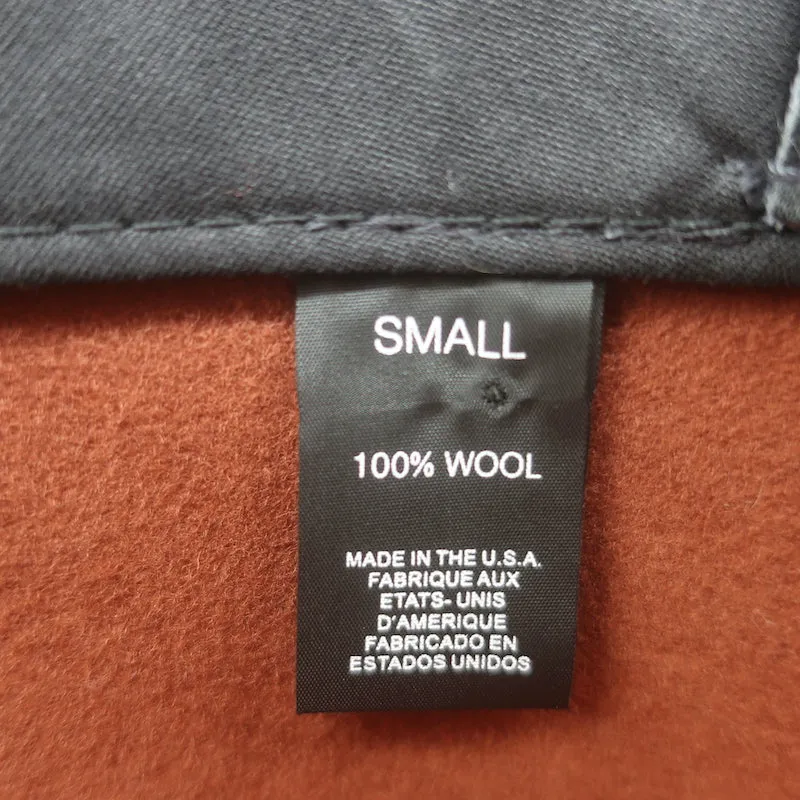 SMALL
100% WOOL
MADE IN THE U.S.A.
FABRIQUE AUX
ETATS- UNIS
D'AMERIQUE
FABRICADO EN
ESTADOS UNIDOS